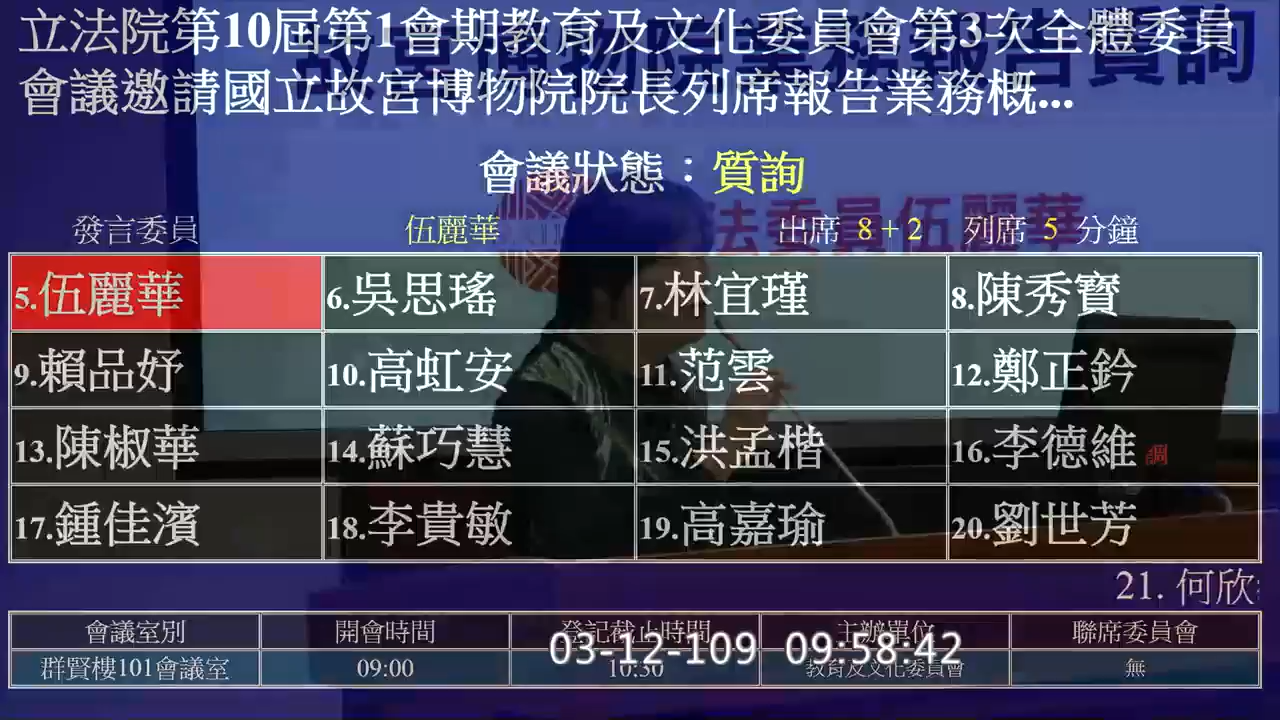 立法院第10屆第1會期教育及文化委員會第3次全體委員
會議邀請國立故宮博物院院長列席報告業務概...
會議狀態：質詢
發言委員 伍麗華 出席 8+2 列席 5 分鐘
5.伍麗華 6.吳思瑤 7.林宜瑾 8.陳秀寳
9.賴品妤 10.高虹安 11.范雲 12.鄭正鈐
13.陳椒華 14.蘇巧慧 15.洪孟楷 16.李德維 調
17.鍾佳濱 18.李貴敏 19.高嘉瑜 20.劉世芳
21. 何欣
會議室別 開會時間 登記截止時間 主辦單位 聯席委員會
群賢樓101會議室 09:00 10:30 教育及文化委員會 無
03-12-109 09:58:42